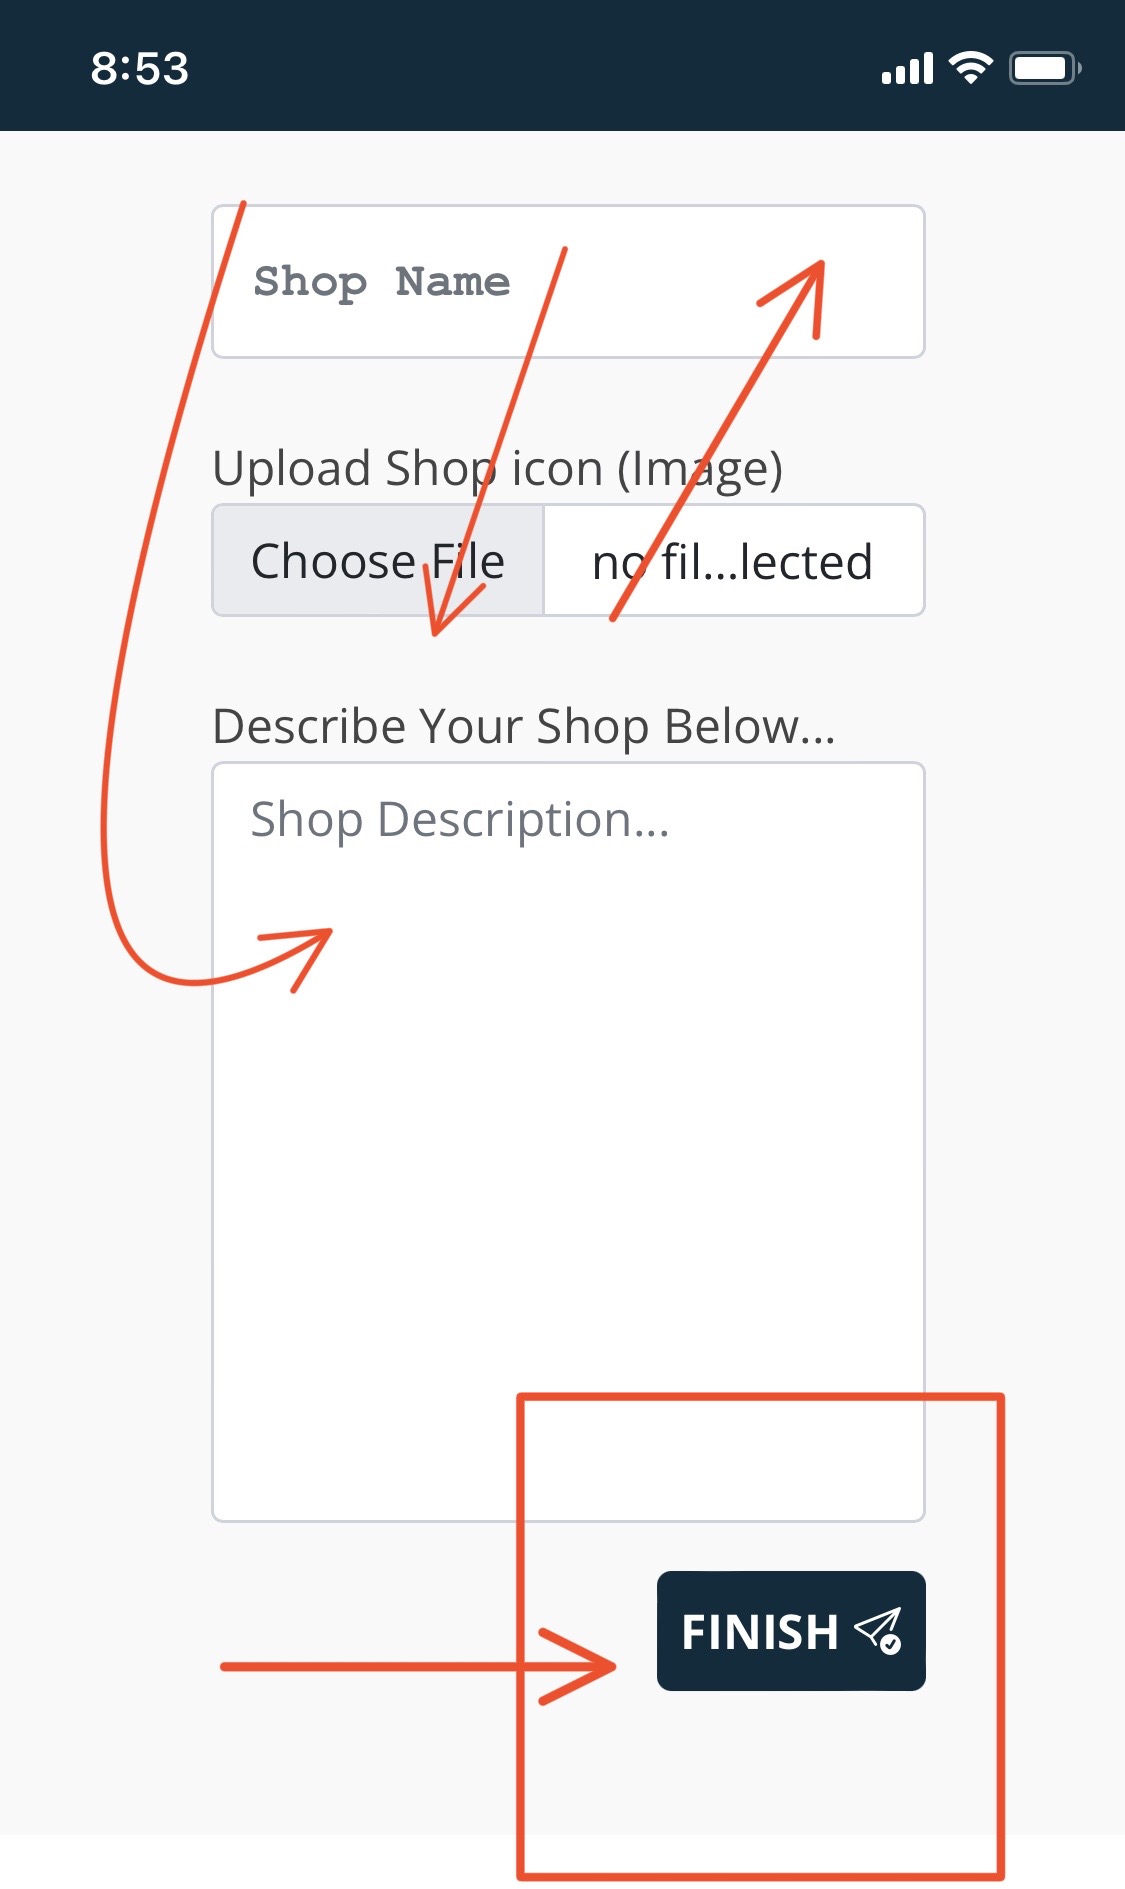 8:53
Shop Name
Upload Shop icon (Image)
Choose File no fil...lected
Describe Your Shop Below...
Shop Description...
FINISH